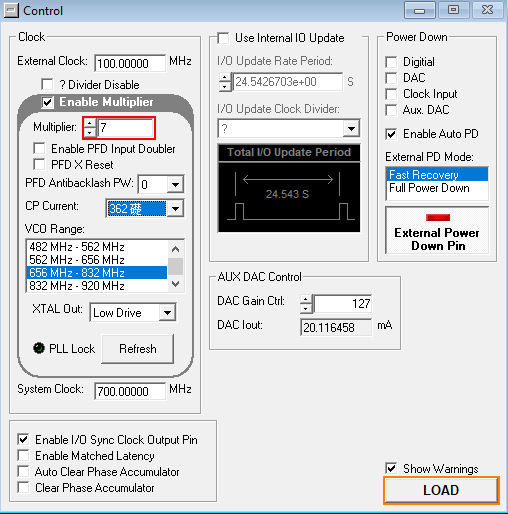 Control
Clock
External Clock: 100.00000 MHz
? Divider Disable
Enable Multiplier
Multiplier: 7
Enable PFD Input Doubler
PFD X Reset
PFD Antibacklash PW: 0
CP Current: 362 礎
VCO Range:
482 MHz - 562 MHz
562 MHz - 656 MHz
656 MHz - 832 MHz
832 MHz - 920 MHz
XTAL Out: Low Drive
PLL Lock Refresh
System Clock: 700.00000 MHz
Enable I/O Sync Clock Output Pin
Enable Matched Latency
Auto Clear Phase Accumulator
Clear Phase Accumulator
Use Internal IO Update
I/O Update Rate Period:
24.5426703e+00 S
I/O Update Clock Divider:
?
Total I/O Update Period
24.543 S
AUX DAC Control
DAC Gain Ctrl: 127
DAC Iout: 20.116458 mA
Power Down
Digitial
DAC
Clock Input
Aux. DAC
Enable Auto PD
External PD Mode:
Fast Recovery
Full Power Down
External Power
Down Pin
Show Warnings
LOAD